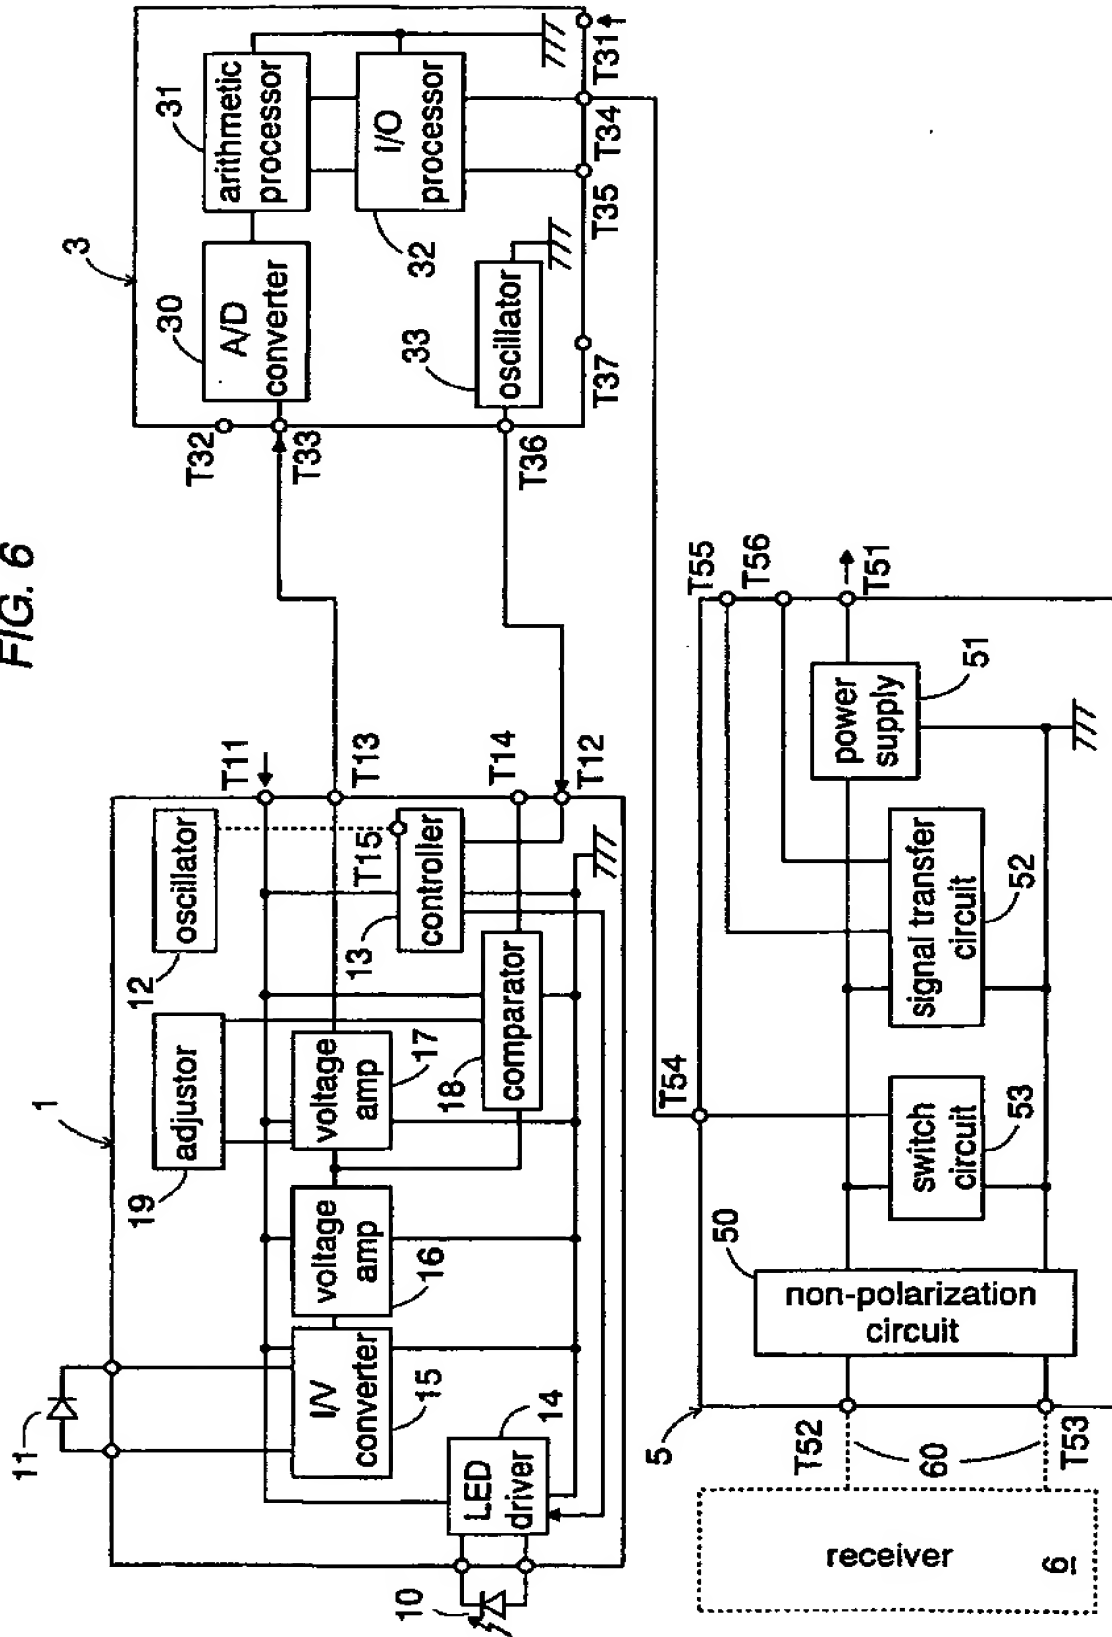 FIG. 6
1
11
10
19
adjustor
12
oscillator
T11
T13
T14
T12
T15
13
controller
I/V
converter
15
voltage
amp
16
voltage
amp
17
18
comparator
14
LED
driver
3
30
A/D
converter
31
arithmetic
processor
32
I/O
processor
33
oscillator
T32
T33
T36
T37
T35
T34
T31
5
T54
T55
T56
T51
50
non-polarization
circuit
switch
circuit
53
signal transfer
circuit
52
power
supply
51
T52
T53
60
receiver
6